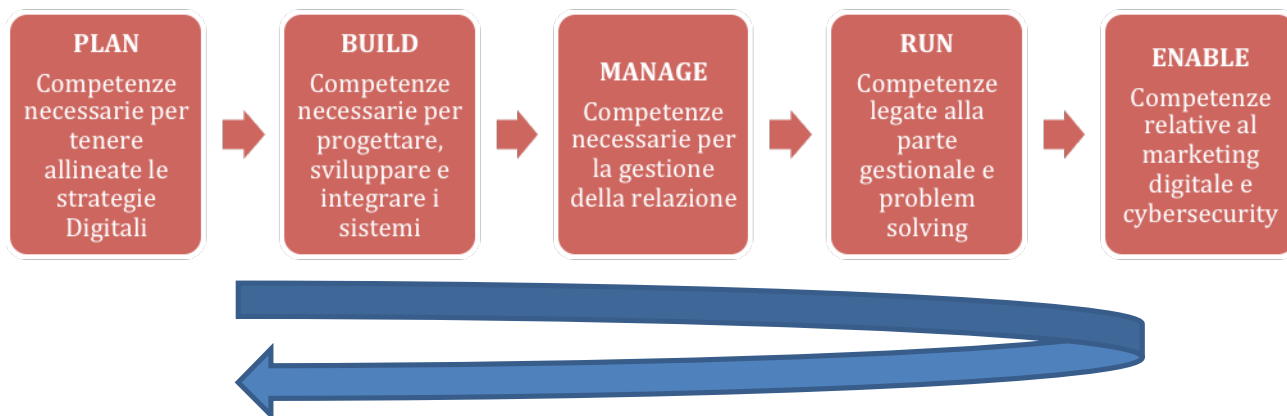 PLAN
Competenze
necessarie per
tenere
allineate le
strategie
Digitali
BUILD
Competenze
necessarie per
progettare,
sviluppare e
integrare i
sistemi
MANAGE
Competenze
necessarie per
la gestione
della relazione
RUN
Competenze
legate alla
parte
gestionale e
problem
solving
ENABLE
Competenze
relative al
marketing
digitale e
cybersecurity